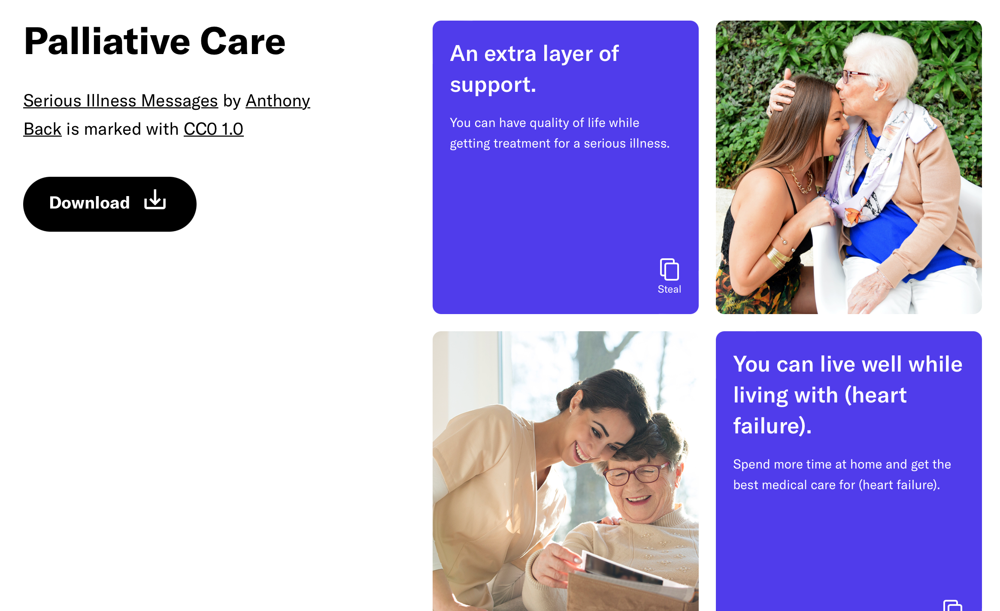 Palliative Care
Serious Illness Messages by Anthony
Back is marked with CC0 1.0
Download
An extra layer of
support.
You can have quality of life while
getting treatment for a serious illness.
Steal
You can live well while
living with (heart
failure).
Spend more time at home and get the
best medical care for (heart failure).